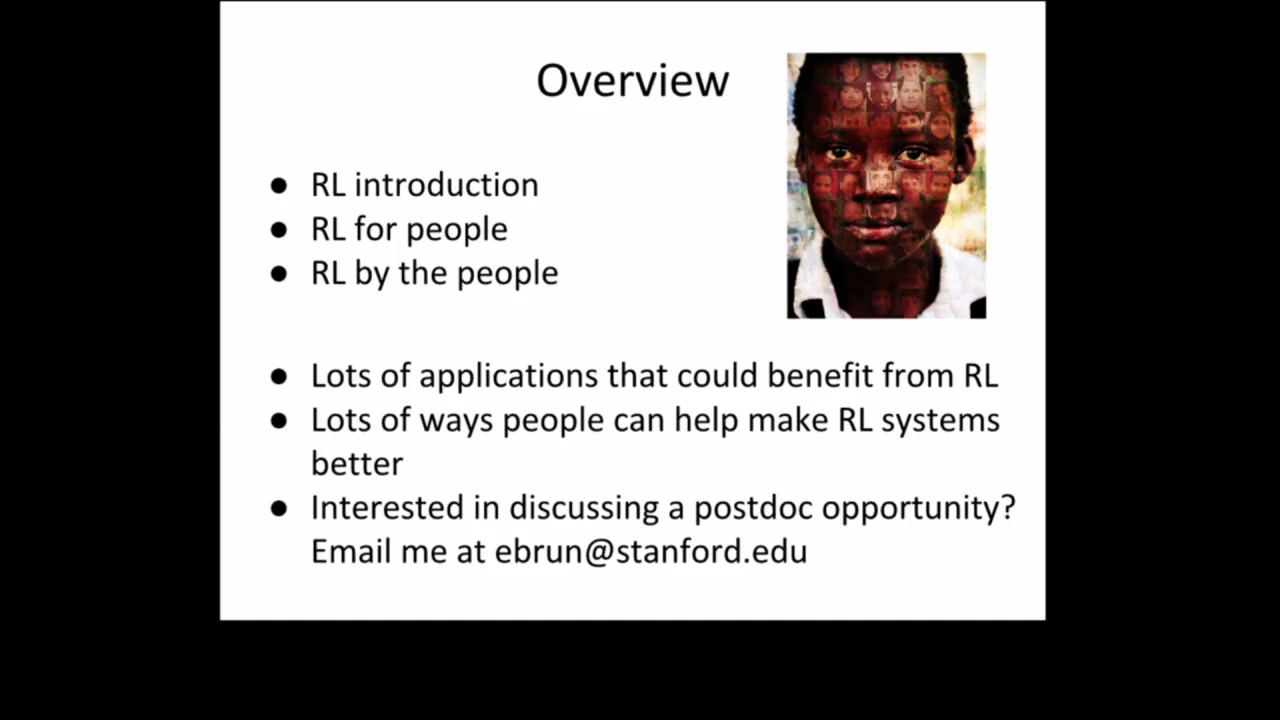 Overview
● RL introduction
● RL for people
● RL by the people
● Lots of applications that could benefit from RL
● Lots of ways people can help make RL systems
better
● Interested in discussing a postdoc opportunity?
Email me at ebrun@stanford.edu